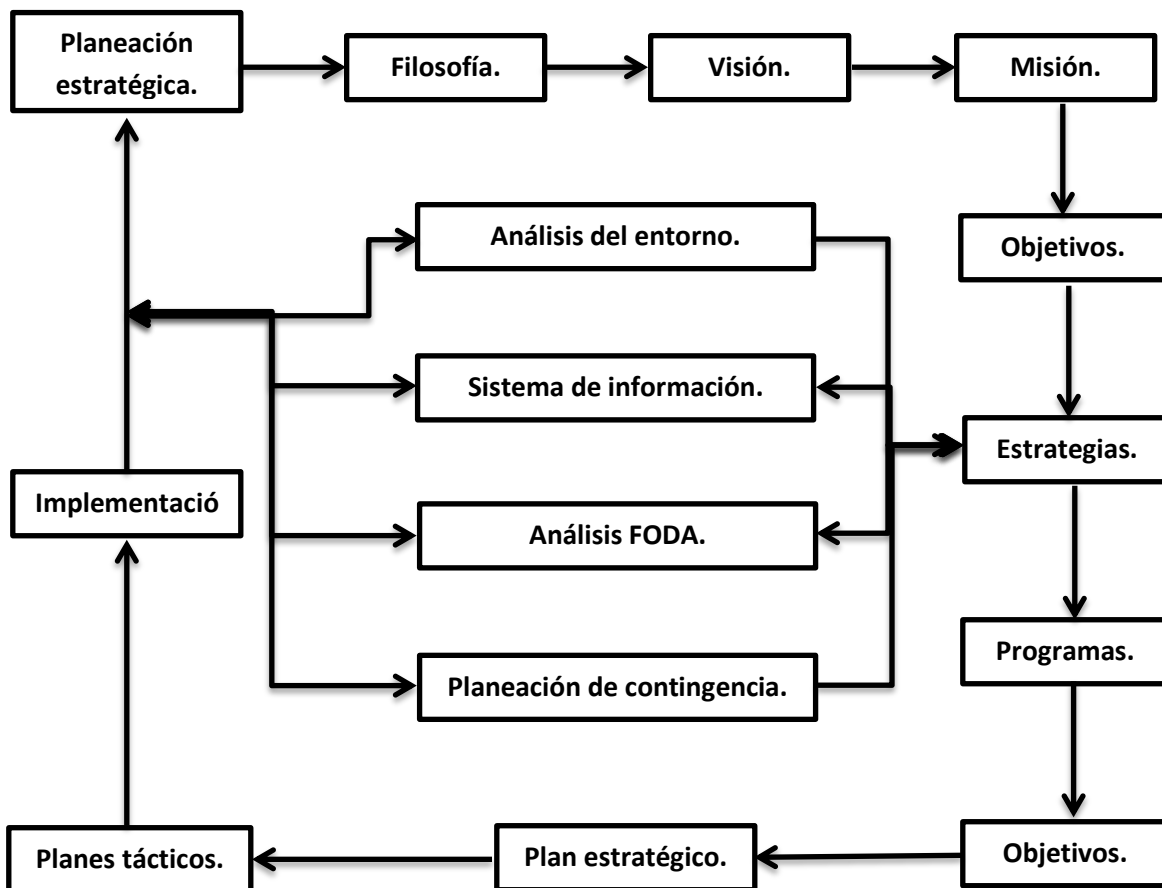 Planeación
estratégica.
Filosofía.
Visión.
Misión.
Análisis del entorno.
Objetivos.
Sistema de información.
Estrategias.
Implementació
Análisis FODA.
Programas.
Planeación de contingencia.
Planes tácticos.
Plan estratégico.
Objetivos.